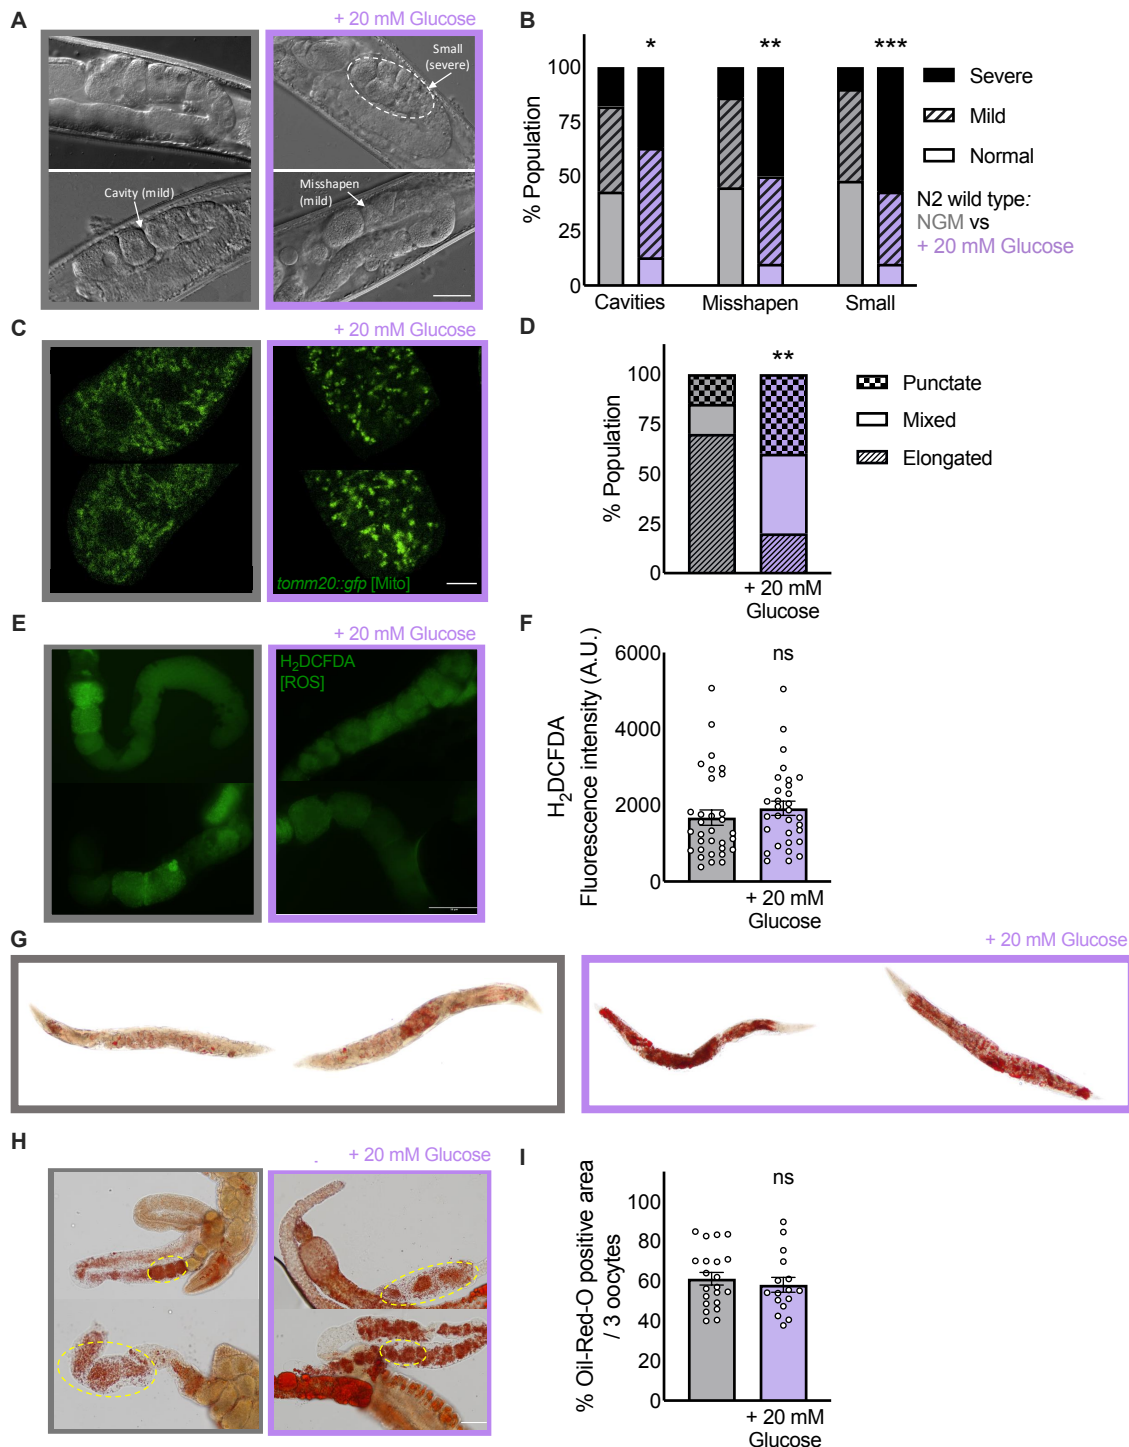 A
+ 20 mM Glucose
Small
(severe)
Cavity (mild)
Misshapen
(mild)
B
% Population
100
75
50
25
0
*
**
***
Cavities
Misshapen
Small
Severe
Mild
Normal
N2 wild type:
NGM vs
+ 20 mM Glucose
C
+ 20 mM Glucose
tomm20::gfp [Mito]
D
% Population
100
75
50
25
0
**
+ 20 mM
Glucose
Punctate
Mixed
Elongated
E
+ 20 mM Glucose
H₂DCFDA
[ROS]
F
H₂DCFDA
Fluorescence intensity (A.U.)
6000
4000
2000
0
ns
+ 20 mM
Glucose
G
+ 20 mM Glucose
H
+ 20 mM Glucose
I
% Oil-Red-O positive area
/ 3 oocytes
100
80
60
40
20
0
ns
+ 20 mM
Glucose